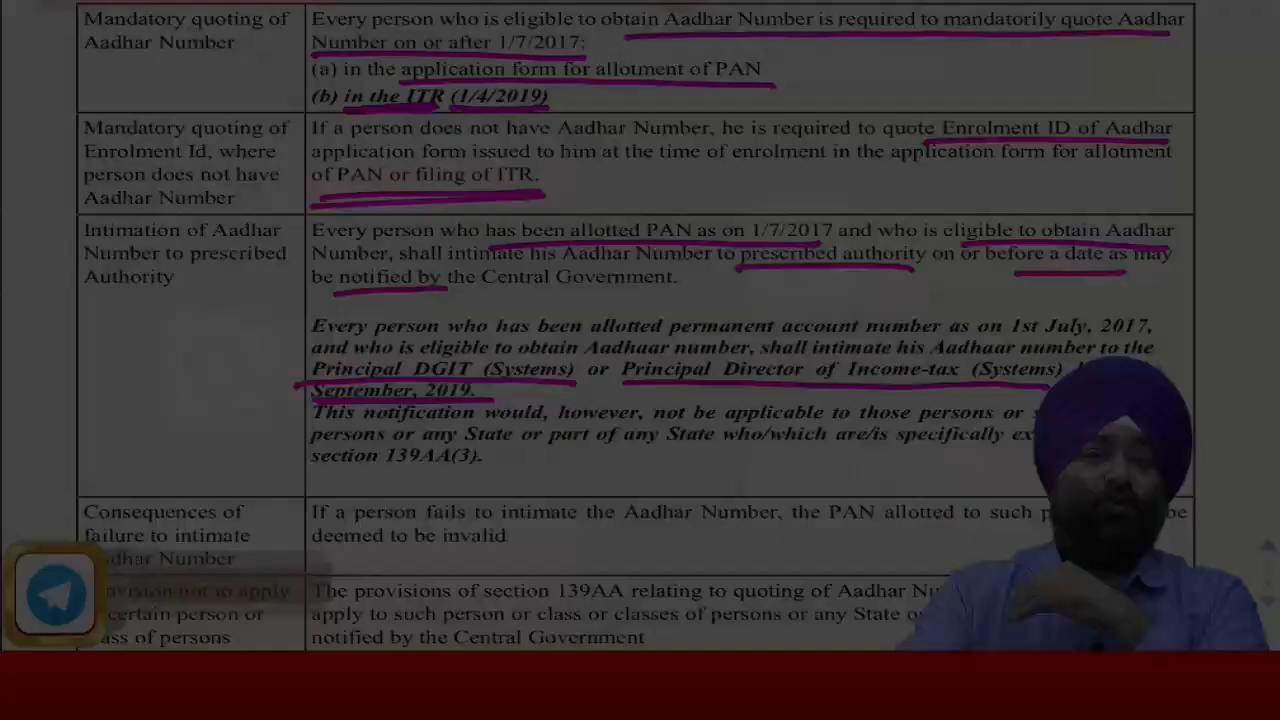 Mandatory quoting of
Aadhar Number
Every person who is eligible to obtain Aadhar Number is required to mandatorily quote Aadhar
Number on or after 1/7/2017:
(a) in the application form for allotment of PAN
(b) in the ITR (1/4/2019)
Mandatory quoting of
Enrolment Id, where
person does not have
Aadhar Number
If a person does not have Aadhar Number, he is required to quote Enrolment ID of Aadhar
application form issued to him at the time of enrolment in the application form for allotment
of PAN or filing of ITR.
Intimation of Aadhar
Number to prescribed
Authority
Every person who has been allotted PAN as on 1/7/2017 and who is eligible to obtain Aadhar
Number, shall intimate his Aadhar Number to prescribed authority on or before a date as may
be notified by the Central Government.
Every person who has been allotted permanent account number as on 1st July, 2017,
and who is eligible to obtain Aadhaar number, shall intimate his Aadhaar number to the
Principal DGIT (Systems) or Principal Director of Income-tax (Systems)
September, 2019.
This notification would, however, not be applicable to those persons or
persons or any State or part of any State who/which are/is specifically
section 139AA(3).
Consequences of
failure to intimate
Aadhar Number
If a person fails to intimate the Aadhar Number, the PAN allotted to such be
deemed to be invalid
not to apply
certain person or
of persons
The provisions of section 139AA relating to quoting of Aadhar
apply to such person or class or classes of persons or any State
notified by the Central Government